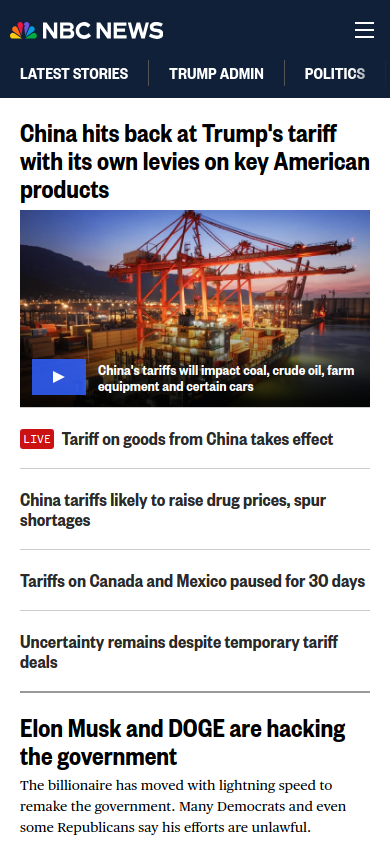 NBC NEWS
LATEST STORIES
TRUMP ADMIN
POLITICS
China hits back at Trump's tariff
with its own levies on key American
products
China's tariffs will impact coal, crude oil, farm
equipment and certain cars
LIVE Tariff on goods from China takes effect
China tariffs likely to raise drug prices, spur
shortages
Tariffs on Canada and Mexico paused for 30 days
Uncertainty remains despite temporary tariff
deals
Elon Musk and DOGE are hacking
the government
The billionaire has moved with lightning speed to
remake the government. Many Democrats and even
some Republicans say his efforts are unlawful.